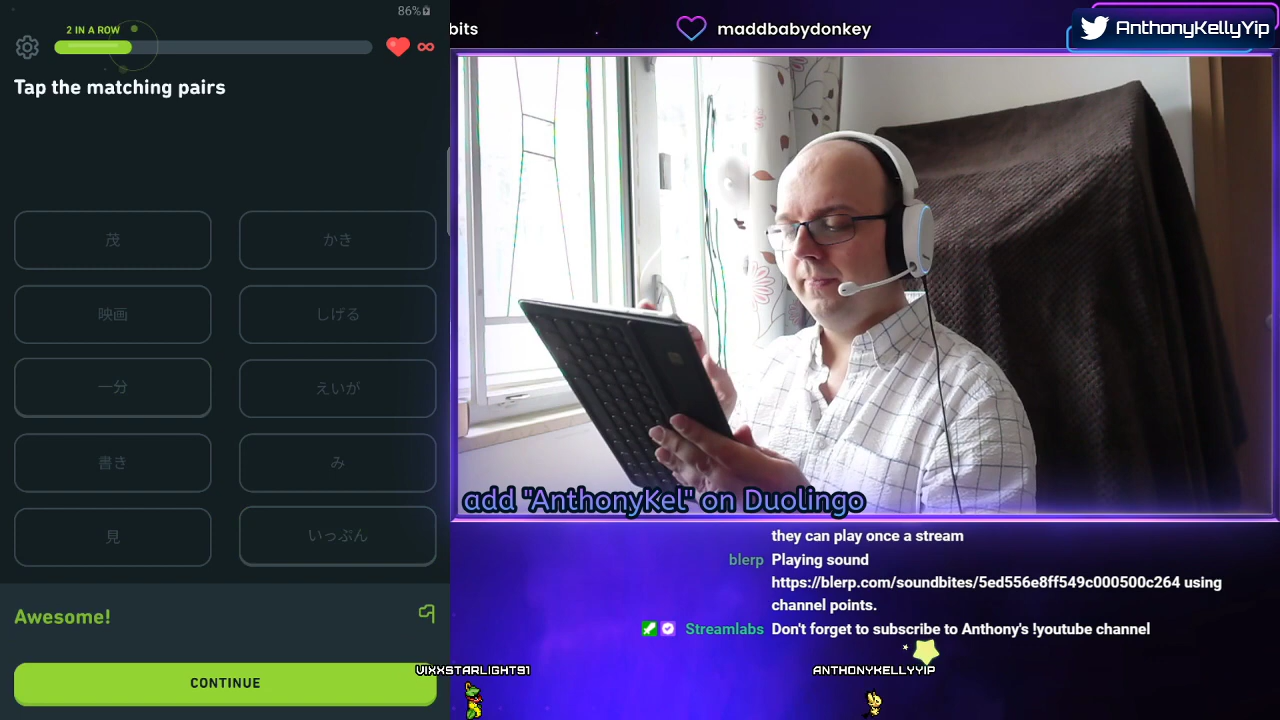 86%
2 IN A ROW
Tap the matching pairs
茂
かき
映画
しげる
一分
えいが
書き
み
見
いっぷん
Awesome!
CONTINUE
bits
maddbabydonkey
AnthonyKellyYip
add "AnthonyKel" on Duolingo
they can play once a stream
blerp Playing sound
https://blerp.com/soundbites/5ed556e8ff549c000500c264 using
channel points.
Streamlabs Don't forget to subscribe to Anthony's !youtube channel
VIXXSTARLIGHT91
ANTHONYKELLYYIP